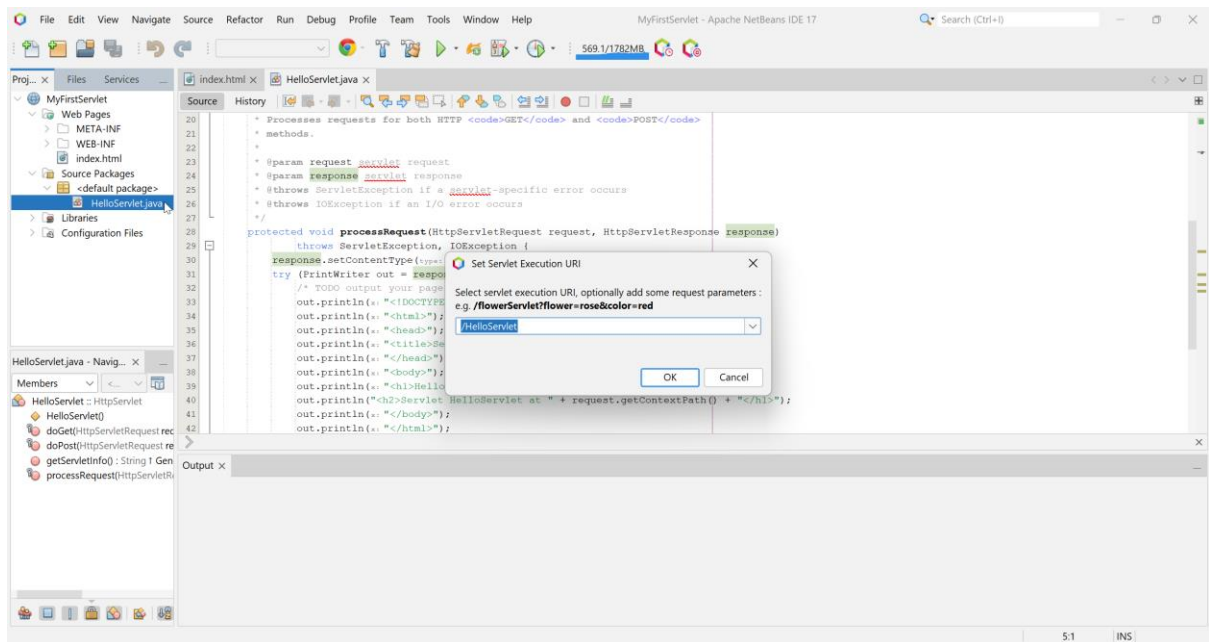 File Edit View Navigate Source Refactor Run Debug Profile Team Tools Window Help MyFirstServlet - Apache NetBeans IDE 17 Search (Ctrl+I)
569.1/1782MB
Proj... × Files Services index.html × HelloServlet.java ×
Source History
MyFirstServlet
Web Pages
META-INF
WEB-INF
index.html
Source Packages
<default package>
HelloServlet.java
Libraries
Configuration Files
20 * Processes requests for both HTTP <code>GET</code> and <code>POST</code>
21 * methods.
22 *
23 * @param request servlet request
24 * @param response servlet response
25 * @throws ServletException if a servlet-specific error occurs
26 * @throws IOException if an I/O error occurs
27 */
28 protected void processRequest(HttpServletRequest request, HttpServletResponse response)
29 throws ServletException, IOException {
30 response.setContentType(type:
31 try (PrintWriter out = respo
32 /* TODO output your page
33 out.println(x: "<!DOCTYPE
34 out.println(x: "<html>");
35 out.println(x: "<head>");
36 out.println(x: "<title>Se
37 out.println(x: "</head>")
38 out.println(x: "<body>");
39 out.println(x: "<h1>Hello
40 out.println("<h2>Servlet HelloServlet at " + request.getContextPath() + "</h1>");
41 out.println(x: "</body>");
42 out.println(x: "</html>");
Set Servlet Execution URI
Select servlet execution URI, optionally add some request parameters :
e.g. /flowerServlet?flower=rose&color=red
/HelloServlet
OK Cancel
HelloServlet.java - Navig... ×
Members <...
HelloServlet :: HttpServlet
HelloServlet()
doGet(HttpServletRequest rec
doPost(HttpServletRequest re
getServletInfo() : String ↑ Gen
processRequest(HttpServletR
Output ×
5:1 INS